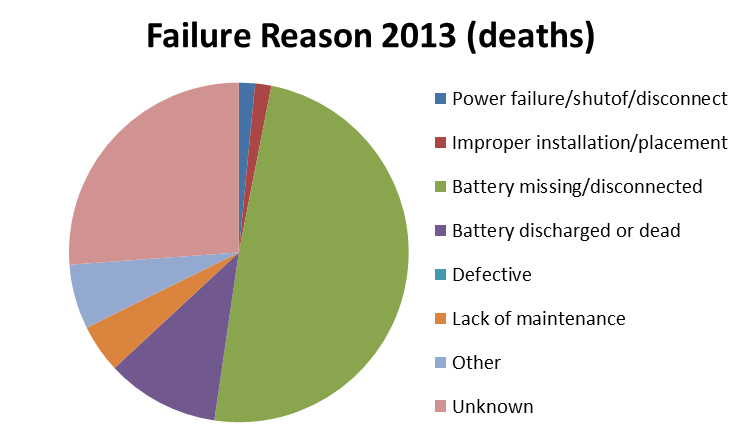 Failure Reason 2013 (deaths)
Power failure/shutof/disconnect
Improper installation/placement
Battery missing/disconnected
Battery discharged or dead
Defective
Lack of maintenance
Other
Unknown